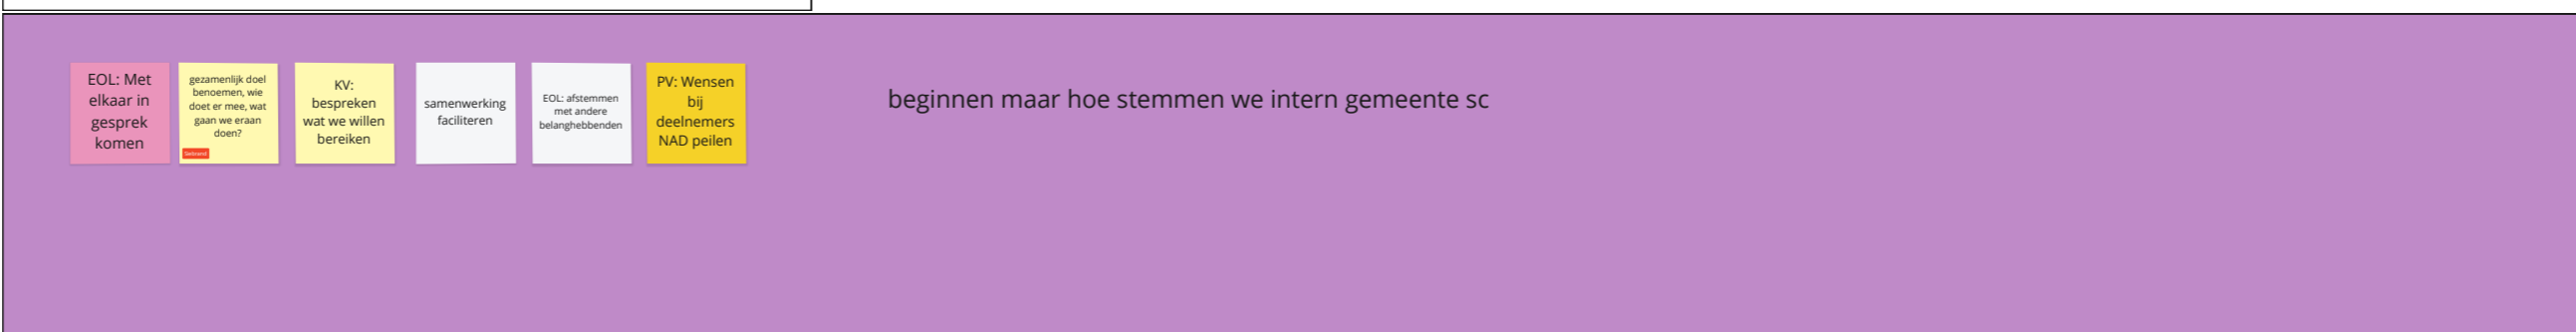 EOL: Met
elkaar in
gesprek
komen
gezamenlijk doel
benoemen, wie
doet er mee, wat
gaan we eraan
doen?
KV:
bespreken
wat we willen
bereiken
samenwerking
faciliteren
EOL: afstemmen
met andere
belanghebbenden
PV: Wensen
bij
deelnemers
NAD peilen
beginnen maar hoe stemmen we intern gemeente sc